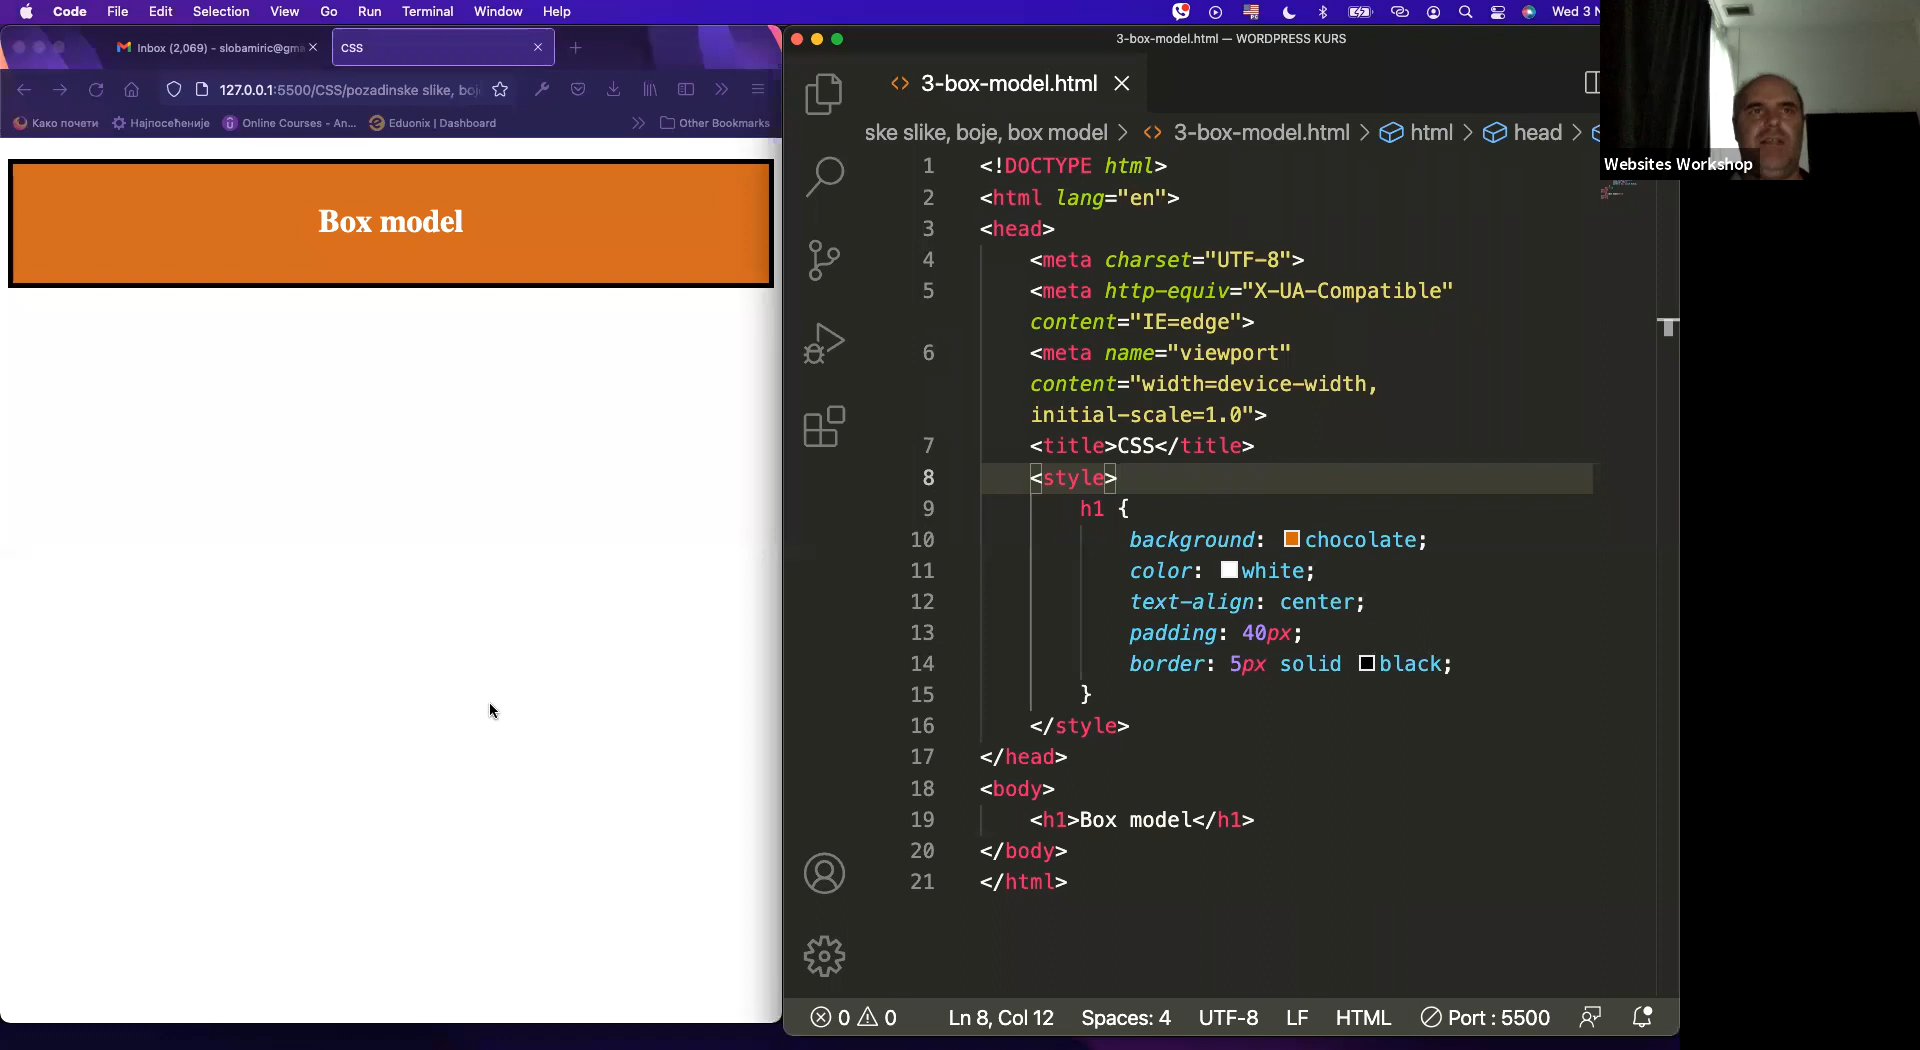 Code File Edit Selection View Go Run Terminal Window Help
Wed 3 N
Inbox (2,069) - slobamiric@gma
CSS
127.0.0.1:5500/CSS/pozadinske slike, boj
Како почети Најпосећеније Online Courses - An... Eduonix | Dashboard Other Bookmarks
Box model
3-box-model.html — WORDPRESS KURS
3-box-model.html
ske slike, boje, box model > 3-box-model.html > html > head >
1 <!DOCTYPE html>
2 <html lang="en">
3 <head>
4 <meta charset="UTF-8">
5 <meta http-equiv="X-UA-Compatible"
content="IE=edge">
6 <meta name="viewport"
content="width=device-width,
initial-scale=1.0">
7 <title>CSS</title>
8 <style>
9 h1 {
10 background: chocolate;
11 color: white;
12 text-align: center;
13 padding: 40px;
14 border: 5px solid black;
15 }
16 </style>
17 </head>
18 <body>
19 <h1>Box model</h1>
20 </body>
21 </html>
0 0 Ln 8, Col 12 Spaces: 4 UTF-8 LF HTML Port : 5500
Websites Workshop